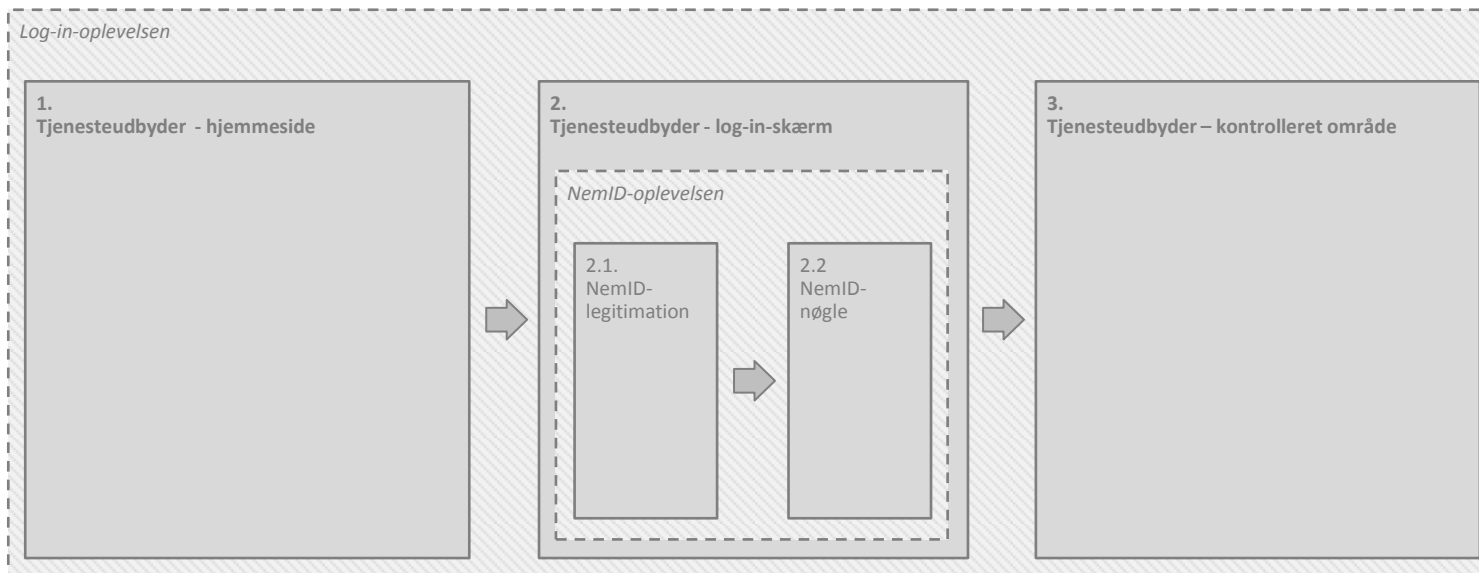 Log-in-oplevelsen
1.
Tjenesteudbyder - hjemmeside
2.
Tjenesteudbyder - log-in-skærm
NemID-oplevelsen
2.1.
NemID-
legitimation
2.2
NemID-
nøgle
3.
Tjenesteudbyder – kontrolleret område